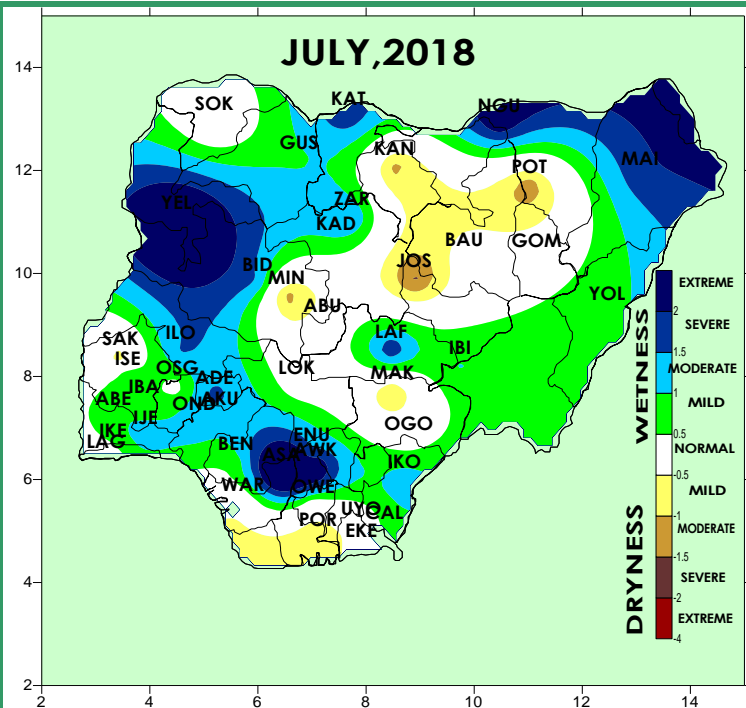 JULY,2018
14
12
10
8
6
4
2
2 4 6 8 10 12 14
SOK
KAT
NGU
GUS
KAN
MAI
POT
YEL
ZAR
KAD
BAU
GOM
BID
JOS
MIN
YOL
ABU
ILO
LAF
SAK
ISE
IBI
OSG
LOK
MAK
ADE
IBA
ABE
OND
AKU
IJE
OGO
IKE
LAG
BEN
ENU
AWK
ASA
IKO
WAR
OWE
UYO
CAL
POR
EKE
WETNESS
DRYNESS
EXTREME
2
SEVERE
1.5
MODERATE
1
MILD
0.5
NORMAL
-0.5
MILD
-1
MODERATE
-1.5
SEVERE
-2
EXTREME
-4